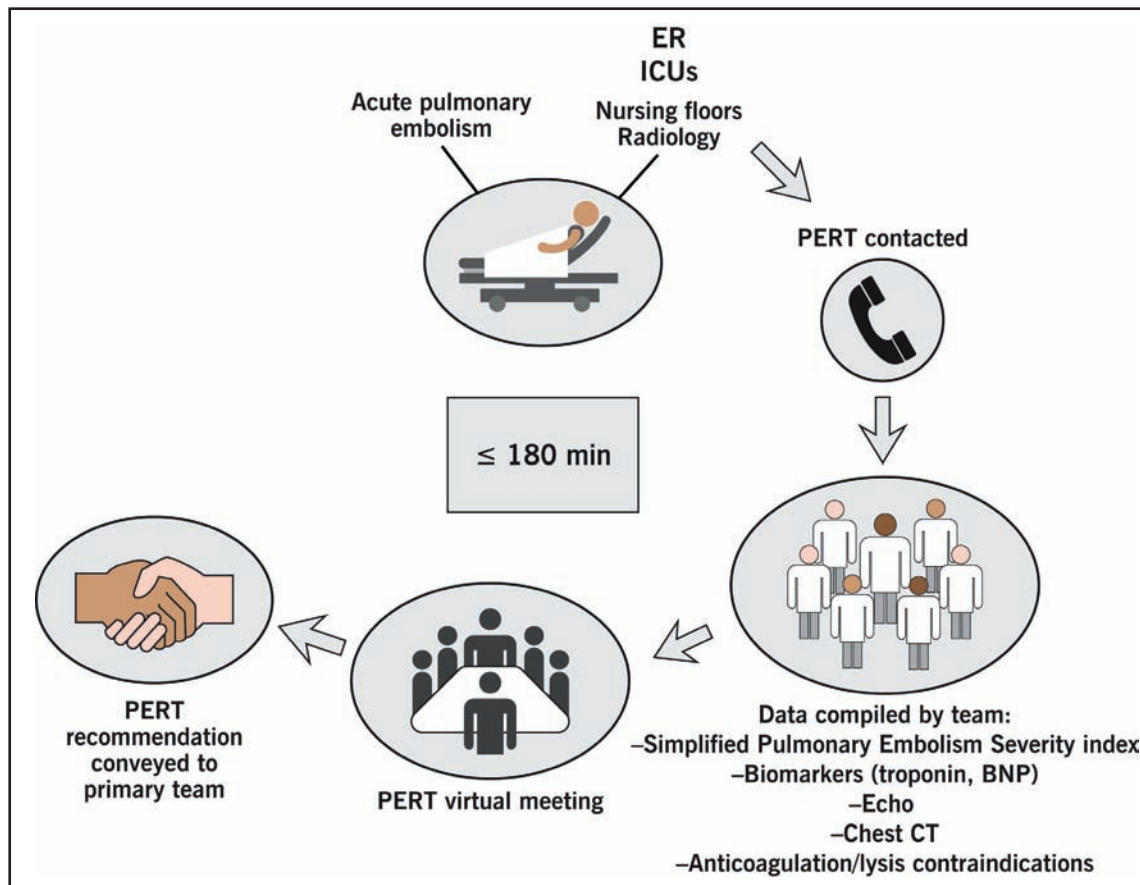 Acute pulmonary
embolism
ER
ICUs
Nursing floors
Radiology
PERT contacted
≤ 180 min
Data compiled by team:
–Simplified Pulmonary Embolism Severity index
–Biomarkers (troponin, BNP)
–Echo
–Chest CT
–Anticoagulation/lysis contraindications
PERT virtual meeting
PERT
recommendation
conveyed to
primary team